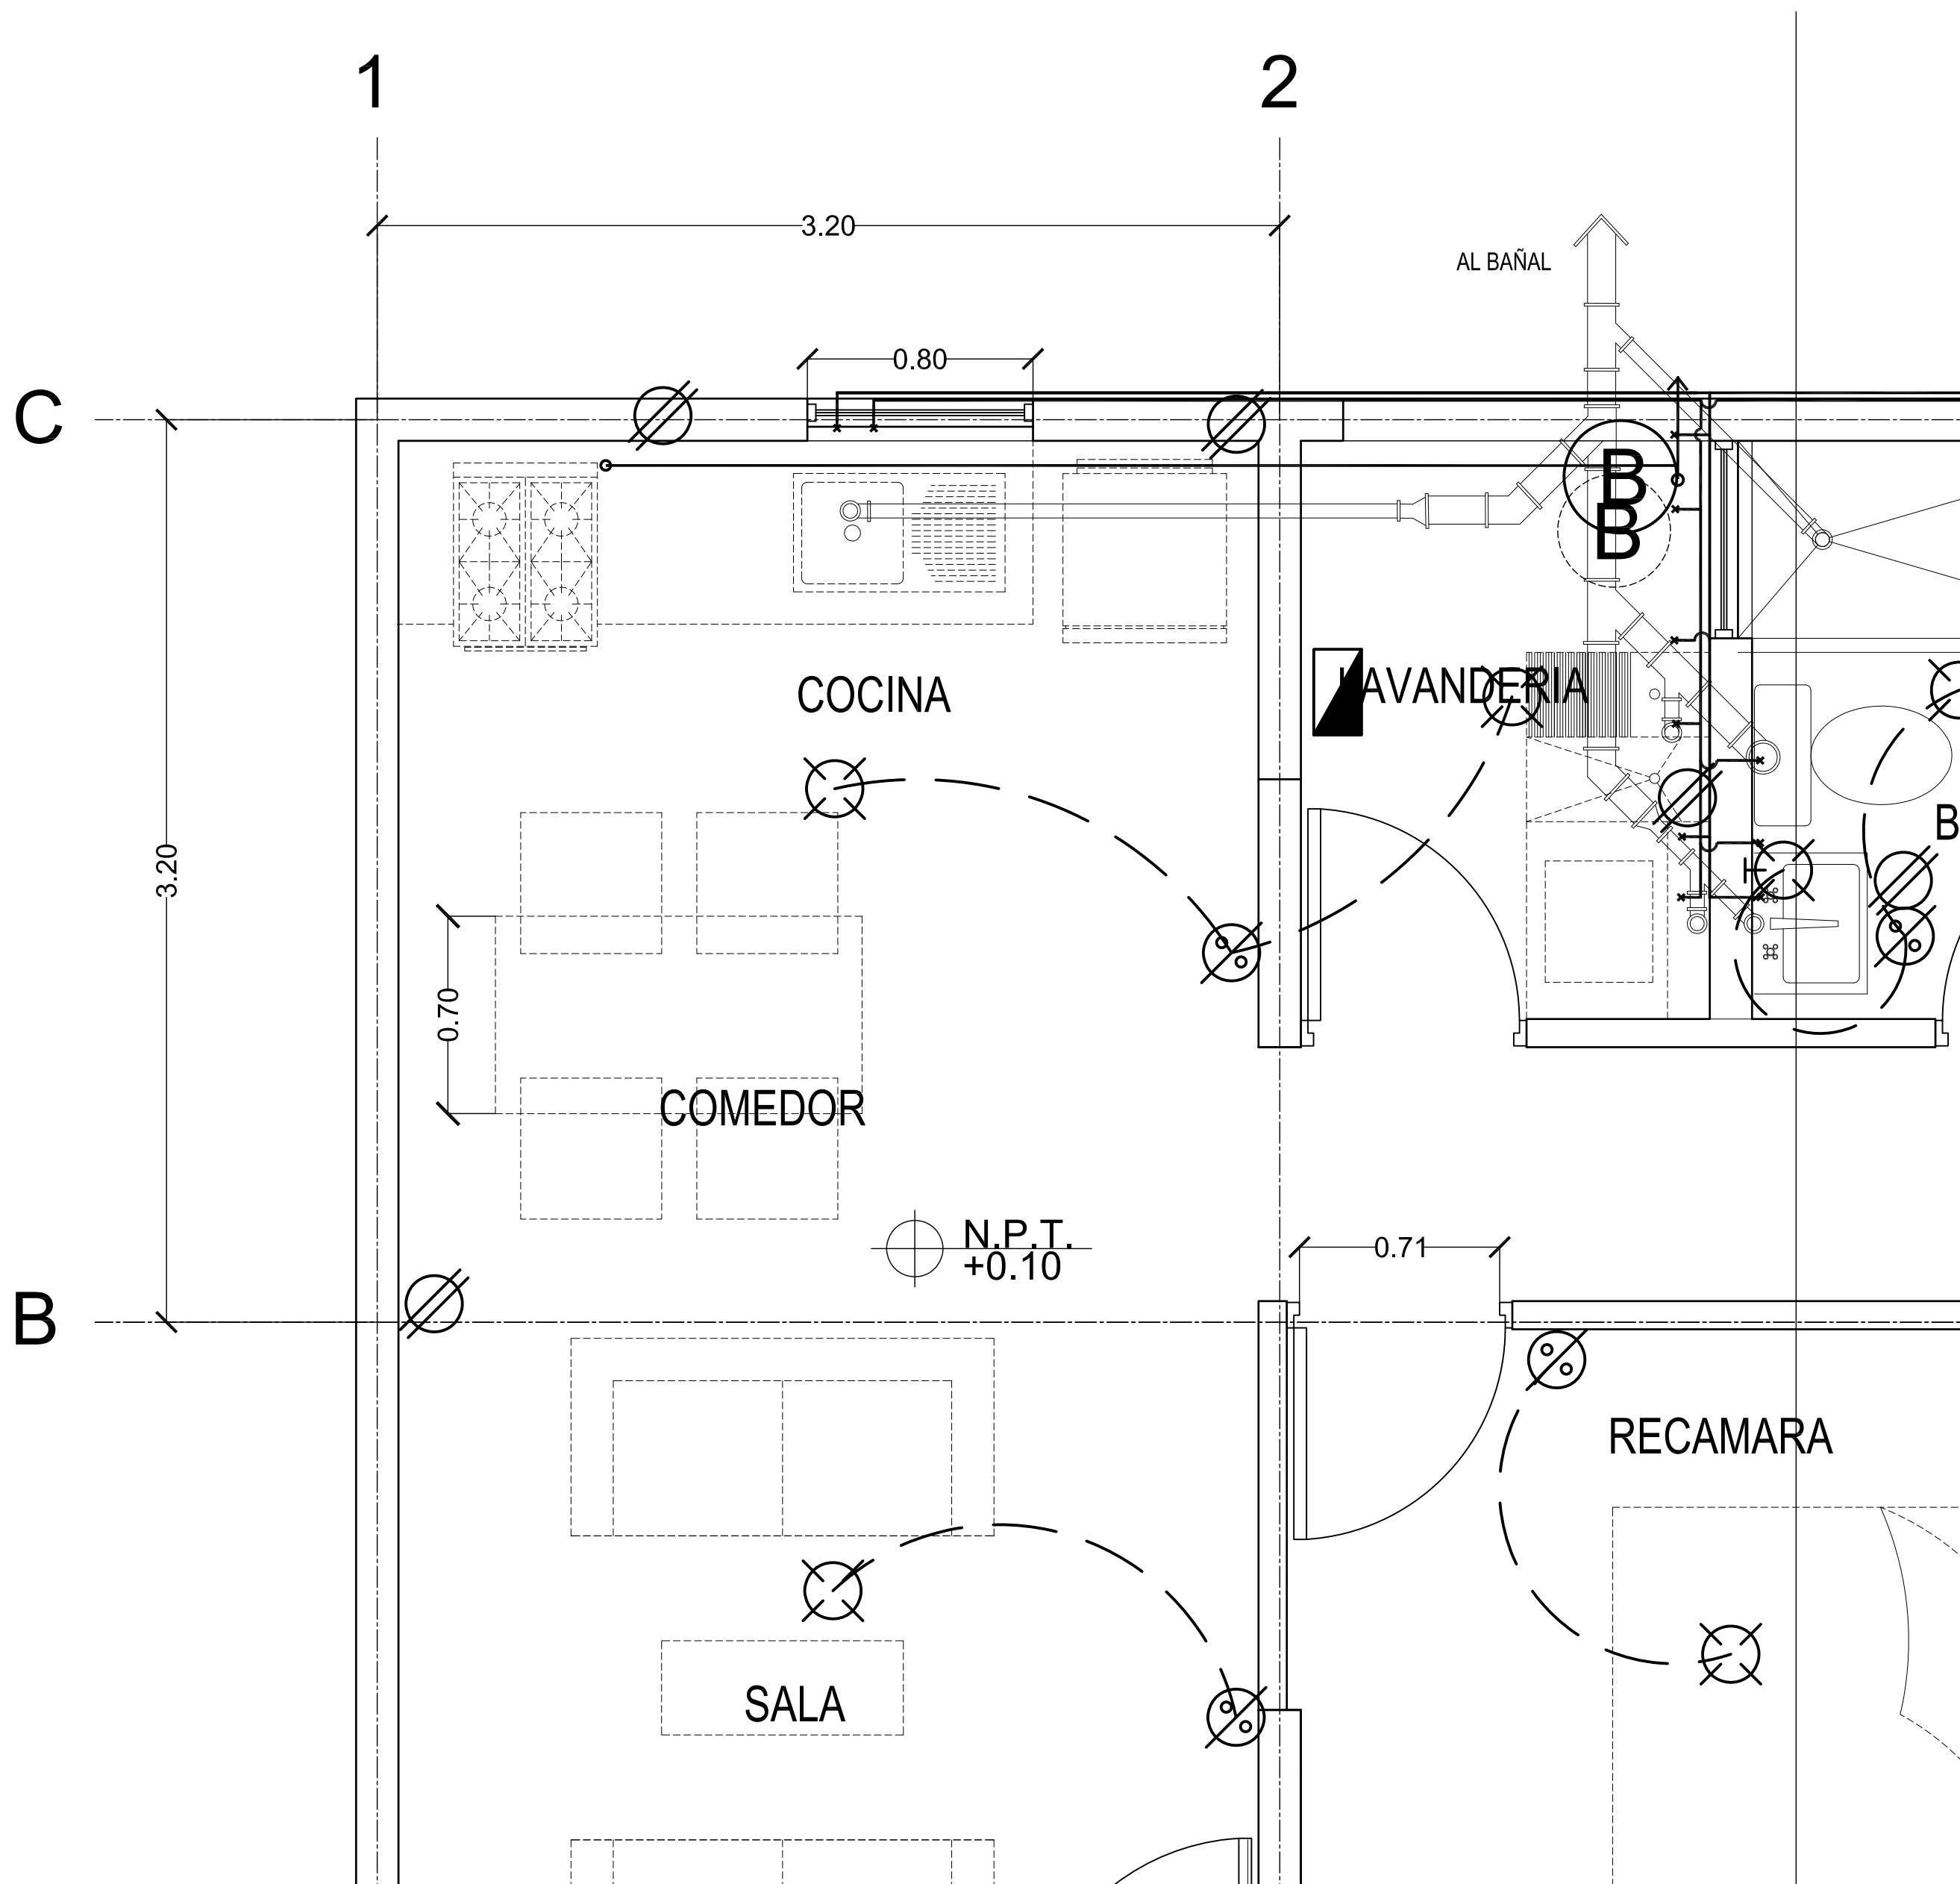 1
2
3.20
AL BAÑAL
0.80
C
B
B
COCINA
LAVANDERIA
B
3.20
0.70
COMEDOR
N.P.T.
+0.10
0.71
B
RECAMARA
SALA